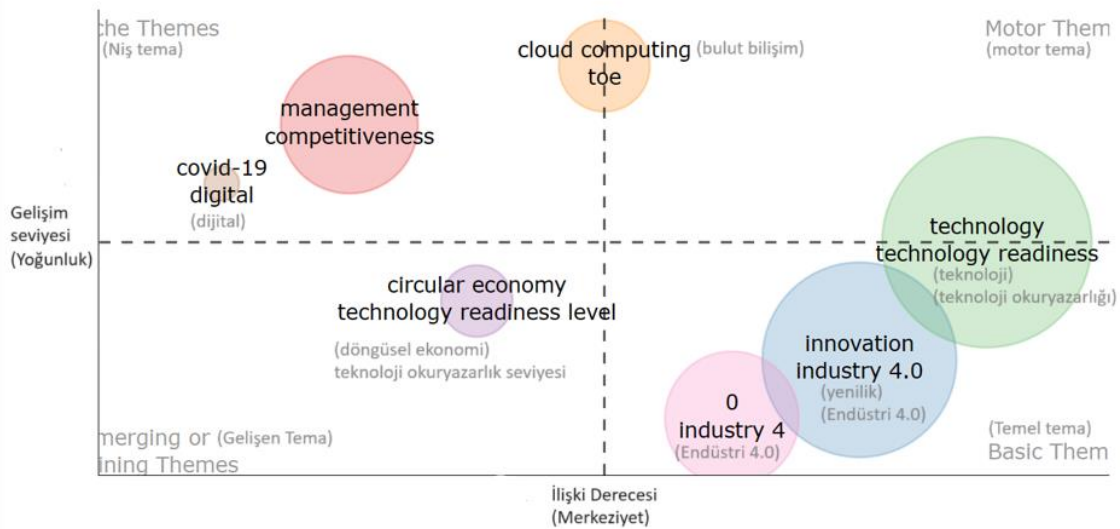 che Themes
(Niş tema)
Motor Them
(motor tema)
cloud computing (bulut bilişim)
toe
management
competitiveness
covid-19
digital
(dijital)
Gelişim
seviyesi
(Yoğunluk)
technology
technology readiness
(teknoloji)
(teknoloji okuryazarlığı)
circular economy
technology readiness level
(döngüsel ekonomi)
teknoloji okuryazarlık seviyesi
innovation
industry 4.0
(yenilik)
(Endüstri 4.0)
0
industry 4
(Endüstri 4.0)
merging or (Gelişen Tema)
ining Themes
(Temel tema)
Basic Them
İlişki Derecesi
(Merkeziyet)